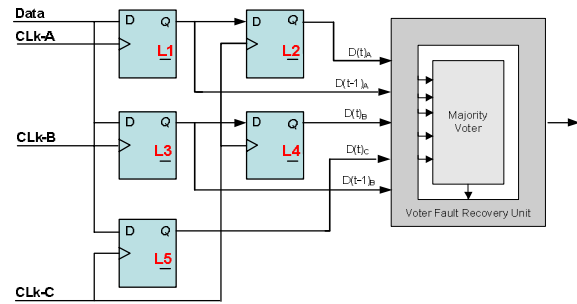 Data
D Q
L1
D Q
L2
CLk-A
D(t)A
D(t-1)A
D Q
L3
D Q
L4
D(t)B
CLk-B
D(t)C
D(t-1)B
Majority
Voter
Voter Fault Recovery Unit
D Q
L5
CLk-C